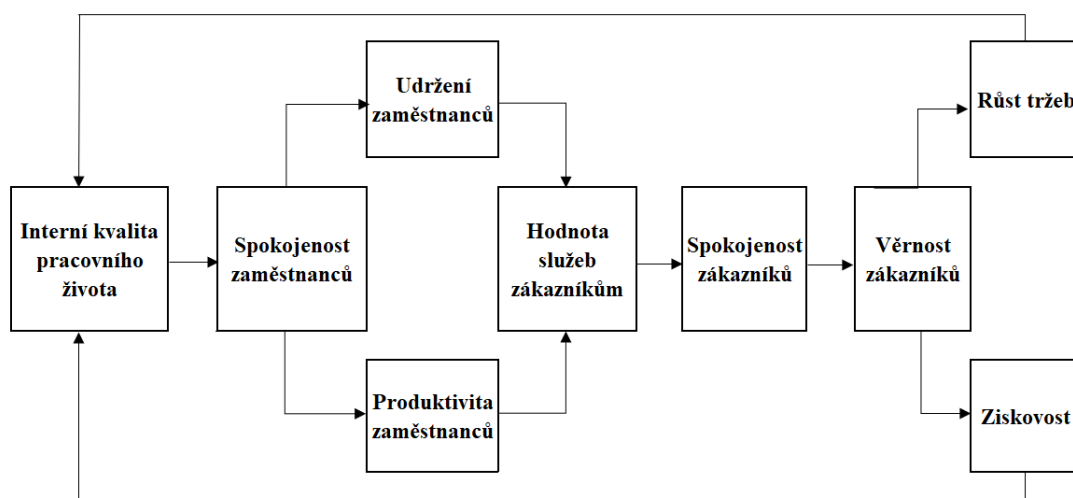 Udržení
zaměstnanců
Růst tržeb
Interní kvalita
pracovního
života
Spokojenost
zaměstnanců
Hodnota
služeb
zákazníkům
Spokojenost
zákazníků
Věrnost
zákazníků
Produktivita
zaměstnanců
Ziskovost